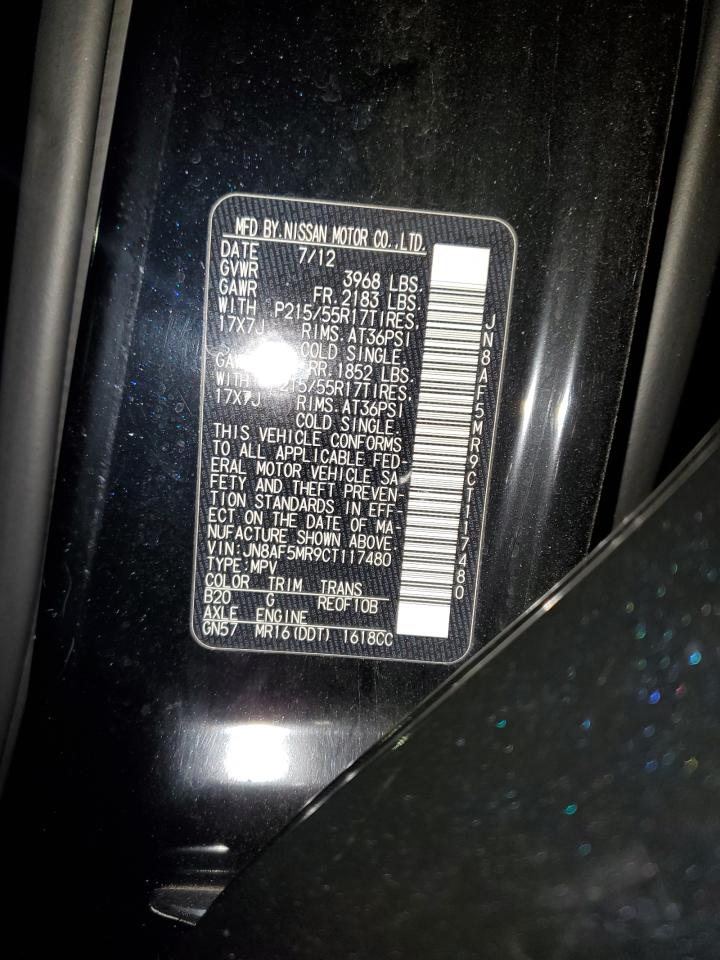 MFD BY.NISSAN MOTOR CO.,LTD.
DATE 7/12
GVWR 3968 LBS.
GAWR FR.2183 LBS.
WITH P215/55R17TIRES,
17X7J RIMS.AT36PSI
COLD SINGLE.
RR.1852 LBS.
WITH P215/55R17TIRES,
17X7J RIMS.AT36PSI
COLD SINGLE.
THIS VEHICLE CONFORMS
TO ALL APPLICABLE FED-
ERAL MOTOR VEHICLE SA
FETY AND THEFT PREVEN-
TION STANDARDS IN EFF-
ECT ON THE DATE OF MA-
NUFACTURE SHOWN ABOVE.
VIN:JN8AF5MR9CT117480
TYPE:MPV
COLOR TRIM TRANS
B20 G RE0F10B
AXLE ENGINE
GN57 MR16(DDT) 1618CC
JN8AF5MR9CT117480